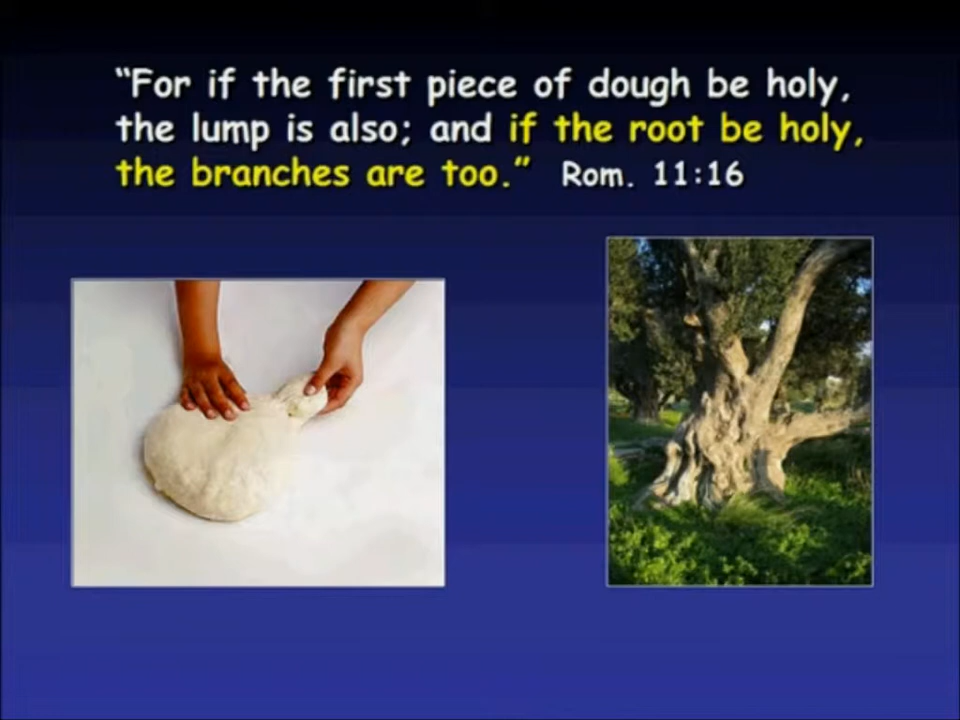 “For if the first piece of dough be holy,
the lump is also; and if the root be holy,
the branches are too.” Rom. 11:16